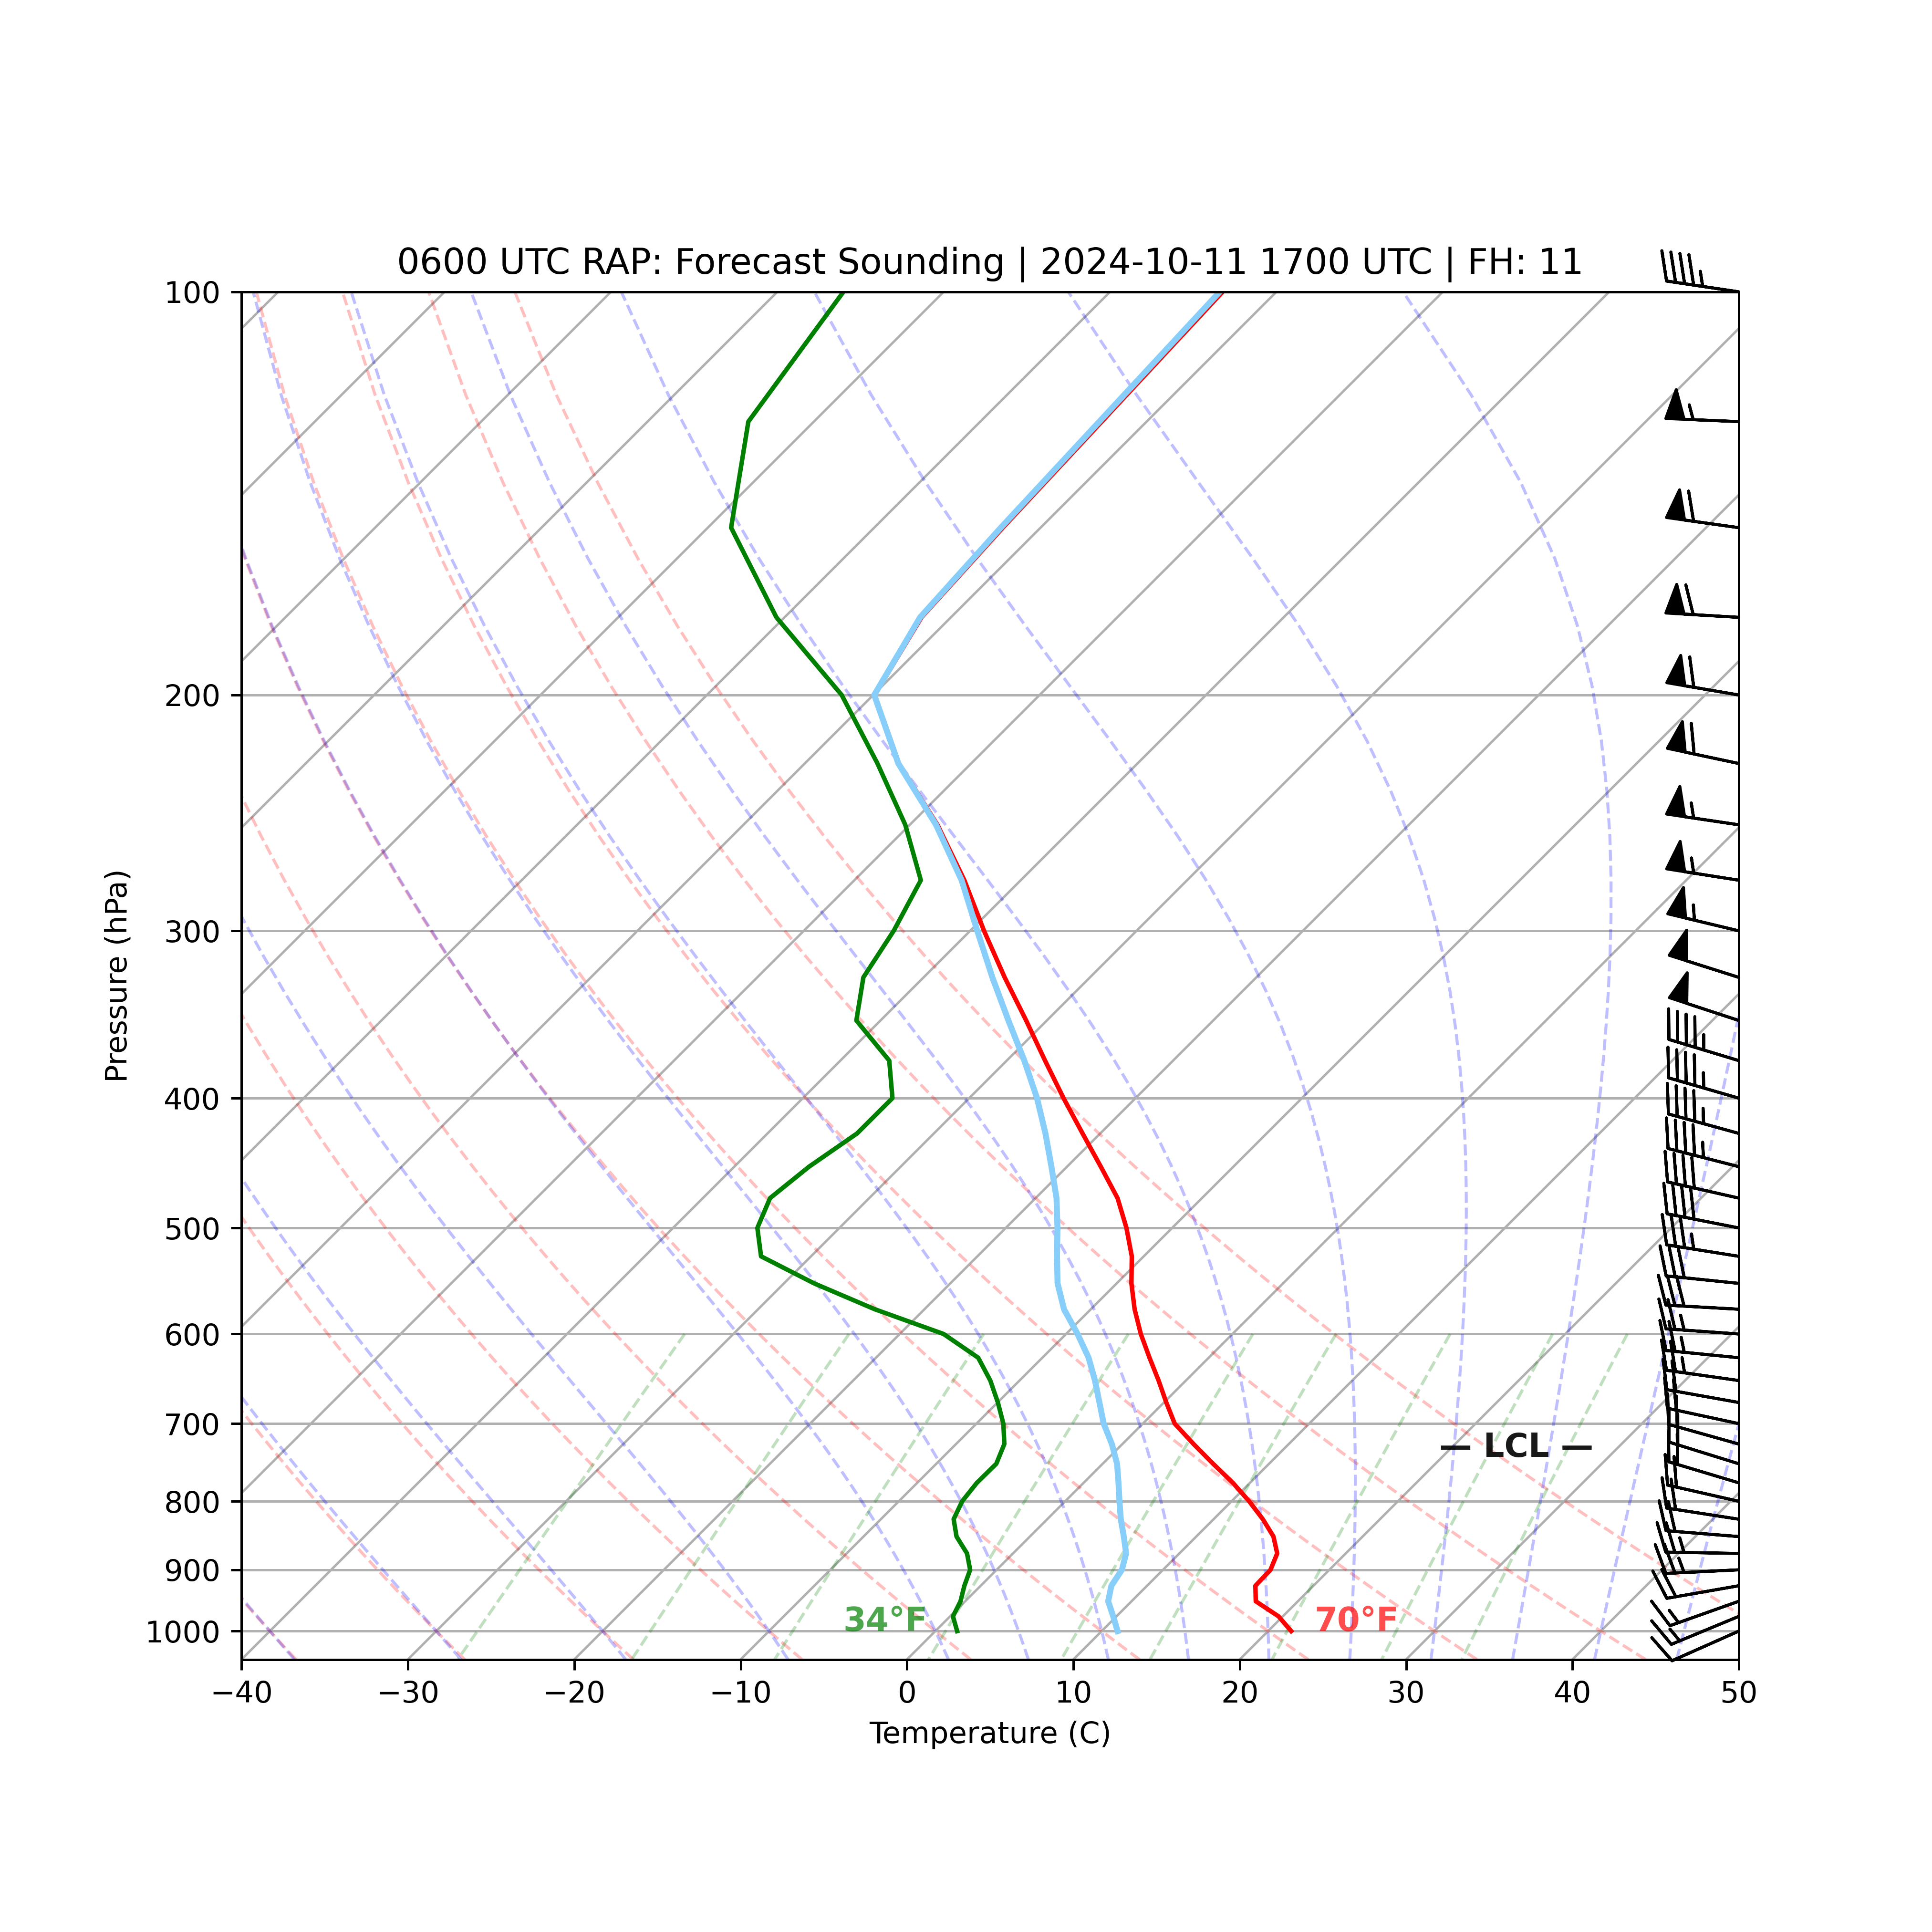 0600 UTC RAP: Forecast Sounding | 2024-10-11 1700 UTC | FH: 11
100
200
300
400
500
600
700
800
900
1000
Pressure (hPa)
— LCL —
34°F
70°F
−40 −30 −20 −10 0 10 20 30 40 50
Temperature (C)